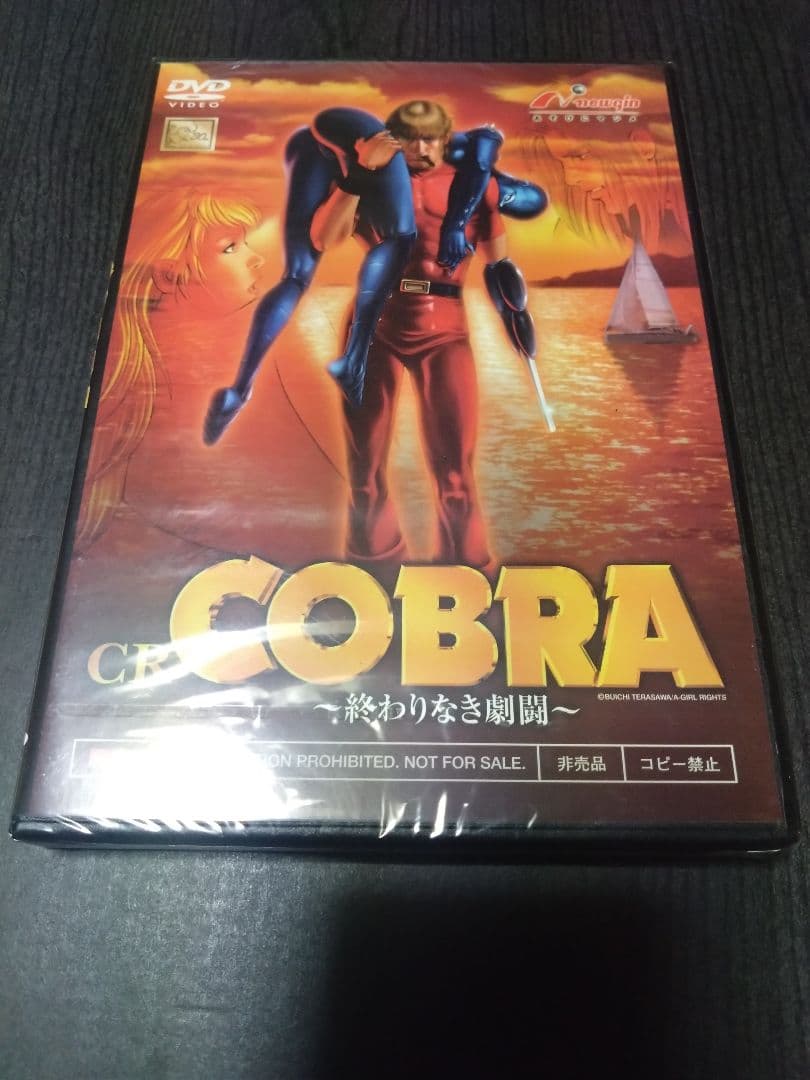 DVD
VIDEO
newgin
CR
COBRA
©BUICHI TERASAWA/A-GIRL RIGHTS
～終わりなき劇闘～
ION PROHIBITED. NOT FOR SALE.
非売品
コピー禁止